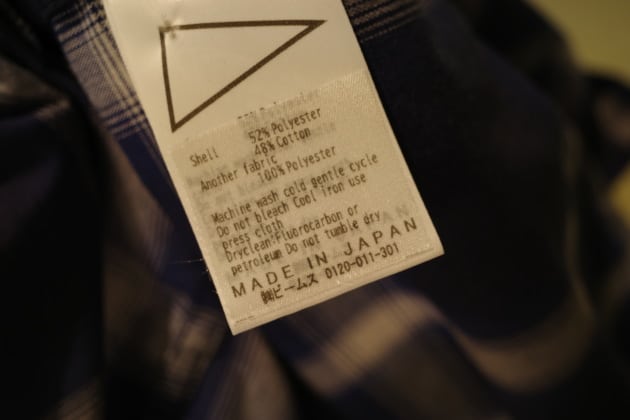 Shell 52% Polyester
48% Cotton
Another fabric
100% Polyester
Machine wash cold gentle cycle
Do not bleach Cool iron use
press cloth
Dryclean-Fluorocarbon or
petroleum Do not tumble dry
MADE IN JAPAN
㈱ビームス 0120-011-301